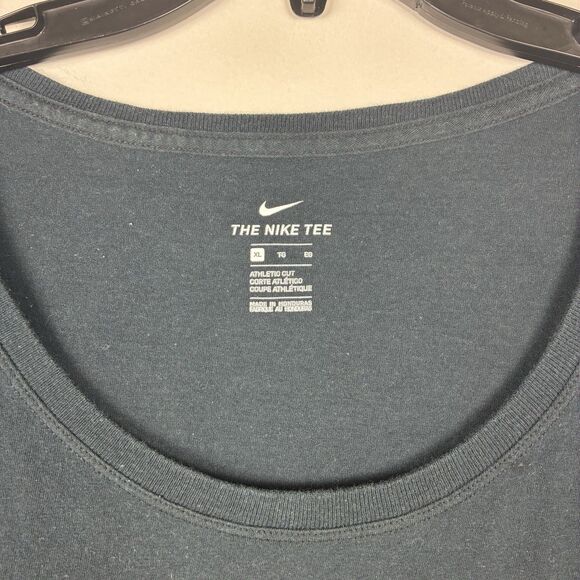 THE NIKE TEE
XL TG EG
ATHLETIC CUT
CORTE ATLÉTICO
COUPE ATHLÉTIQUE
MADE IN HONDURAS
FABRIQUÉ AU HONDURAS